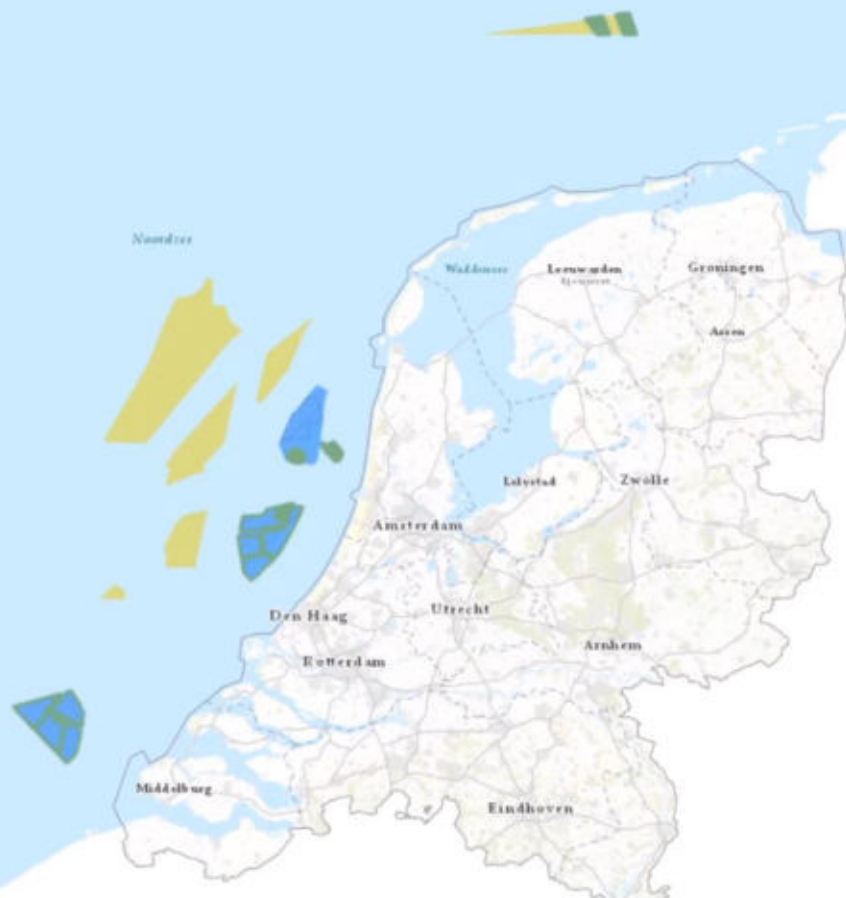 Noordzee
Waddenzee
Leeuwarden
Groningen
Assen
Lelystad
Zwolle
Amsterdam
Den Haag
Utrecht
Arnhem
Rotterdam
Middelburg
Eindhoven